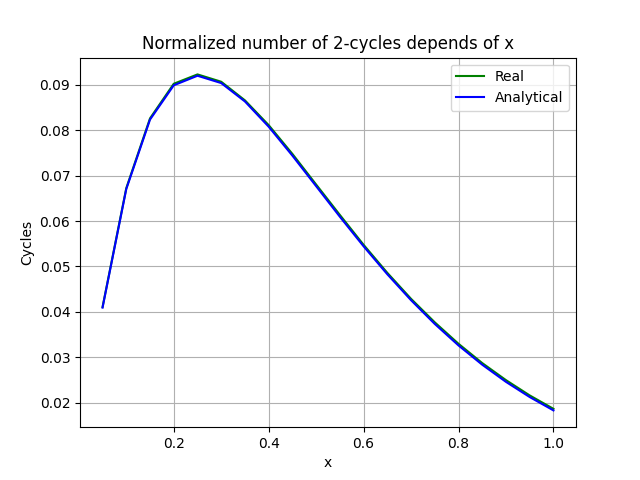 Normalized number of 2-cycles depends of x
Real
Analytical
Cycles
0.09
0.08
0.07
0.06
0.05
0.04
0.03
0.02
0.2
0.4
0.6
0.8
1.0
x